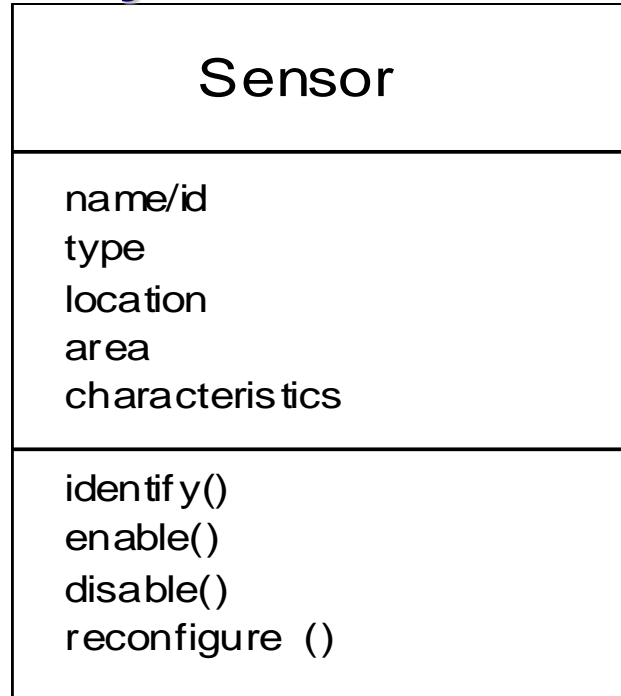 Sensor
name/id
type
location
area
characteristics
identify()
enable()
disable()
reconfigure ()